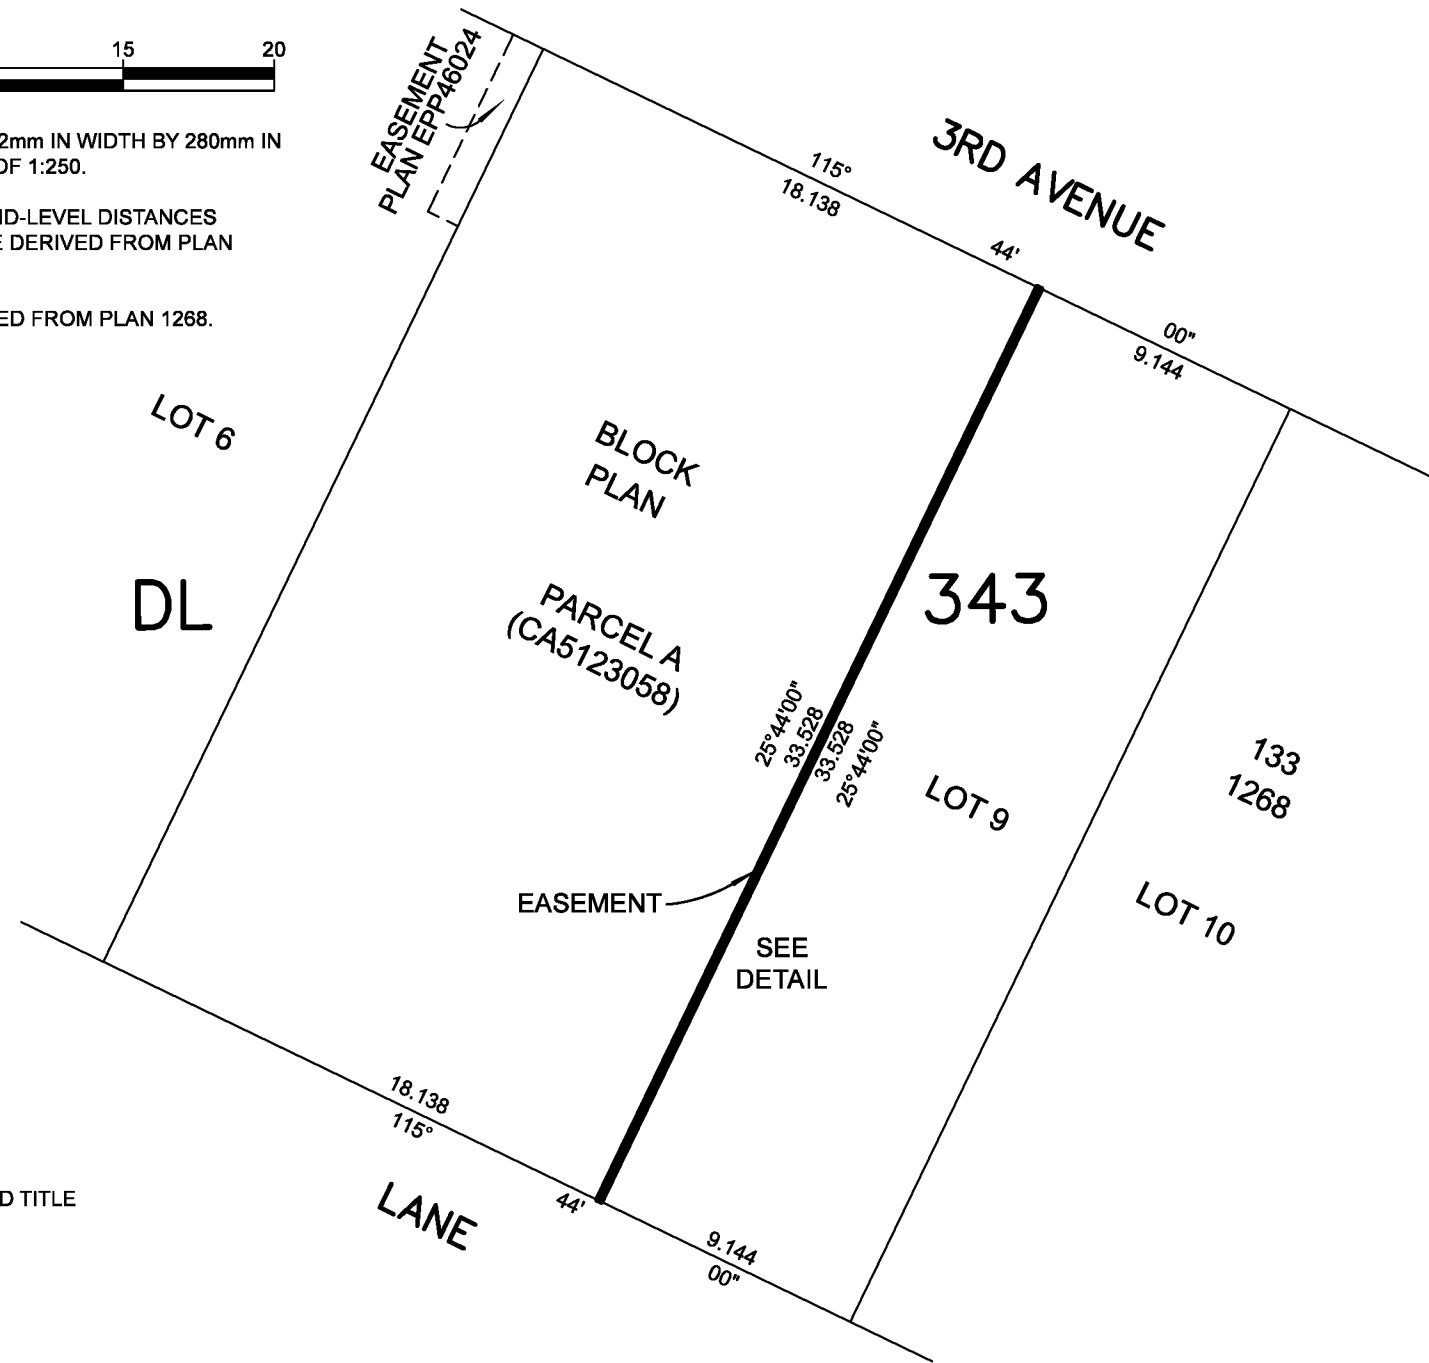 15 20
2mm IN WIDTH BY 280mm IN
OF 1:250.
ID-LEVEL DISTANCES
E DERIVED FROM PLAN
ED FROM PLAN 1268.
EASEMENT
PLAN EPP46024
3RD AVENUE
115°
18.138
44'
00"
9.144
LOT 6
BLOCK
PLAN
DL
343
PARCEL A
(CA5123058)
25°44'00"
33.528
33.528
25°44'00"
LOT 9
133
1268
LOT 10
EASEMENT
SEE
DETAIL
18.138
115°
44'
9.144
00"
LANE
D TITLE